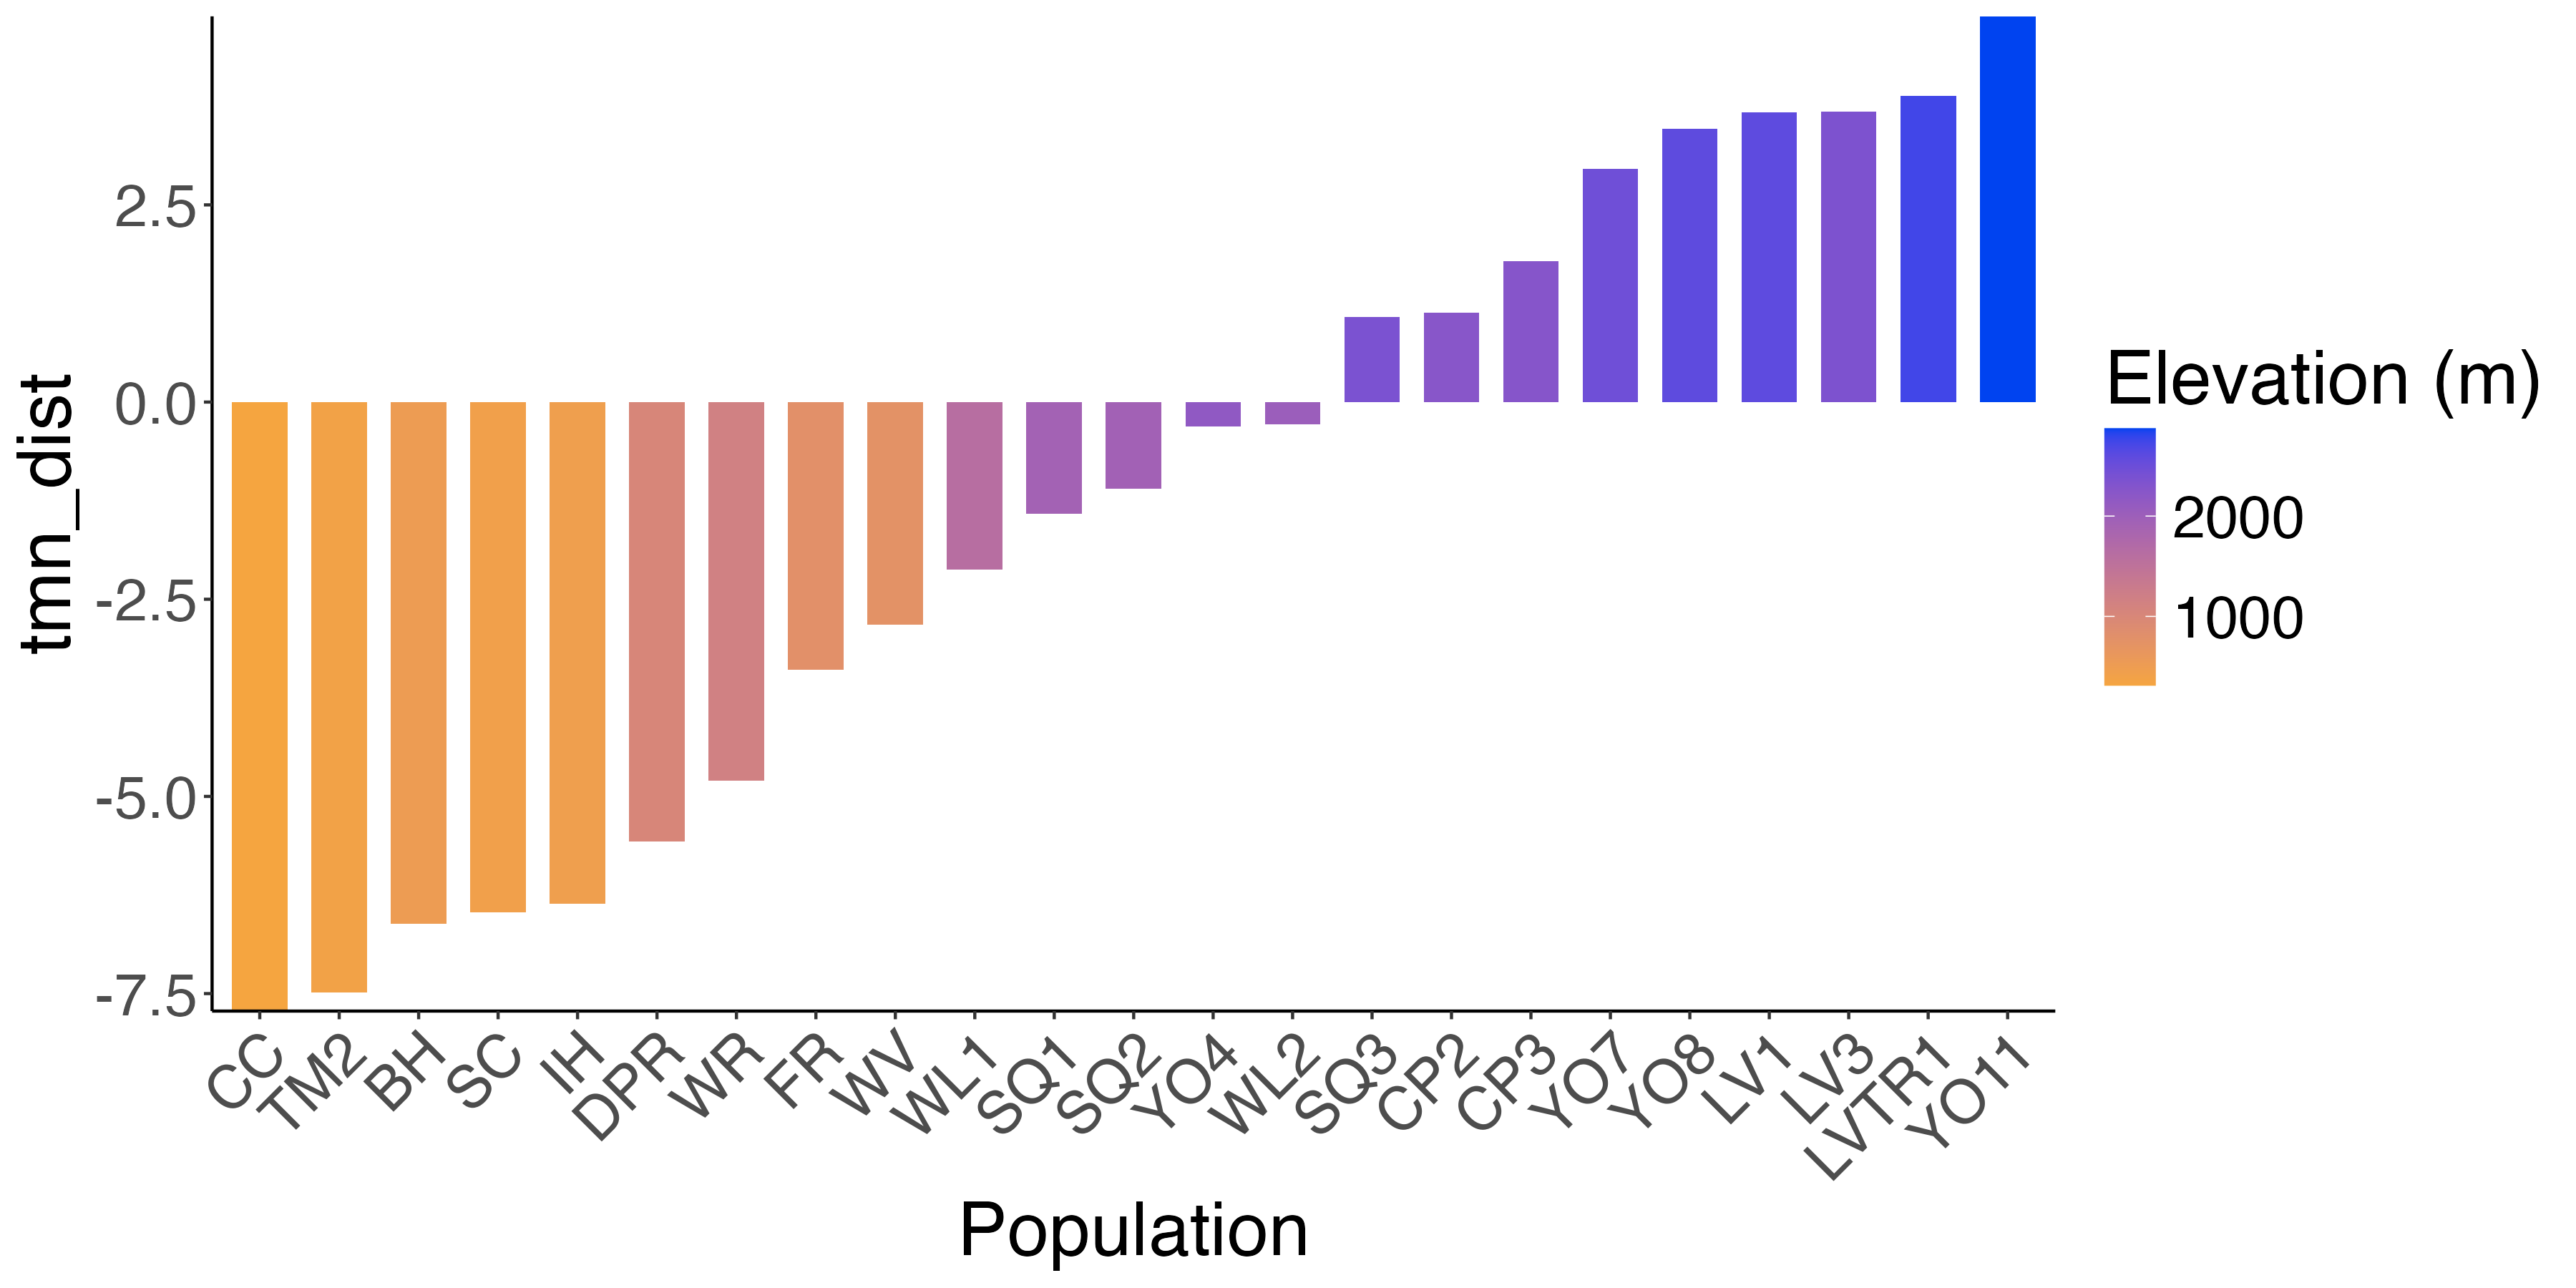 tmn_dist
2.5
0.0
-2.5
-5.0
-7.5
CC
TM2
BH
SC
IH
DPR
WR
FR
WV
WL1
SQ1
SQ2
YO4
WL2
SQ3
CP2
CP3
YO7
YO8
LV1
LV3
LVTR1
YO11
Population
Elevation (m)
2000
1000